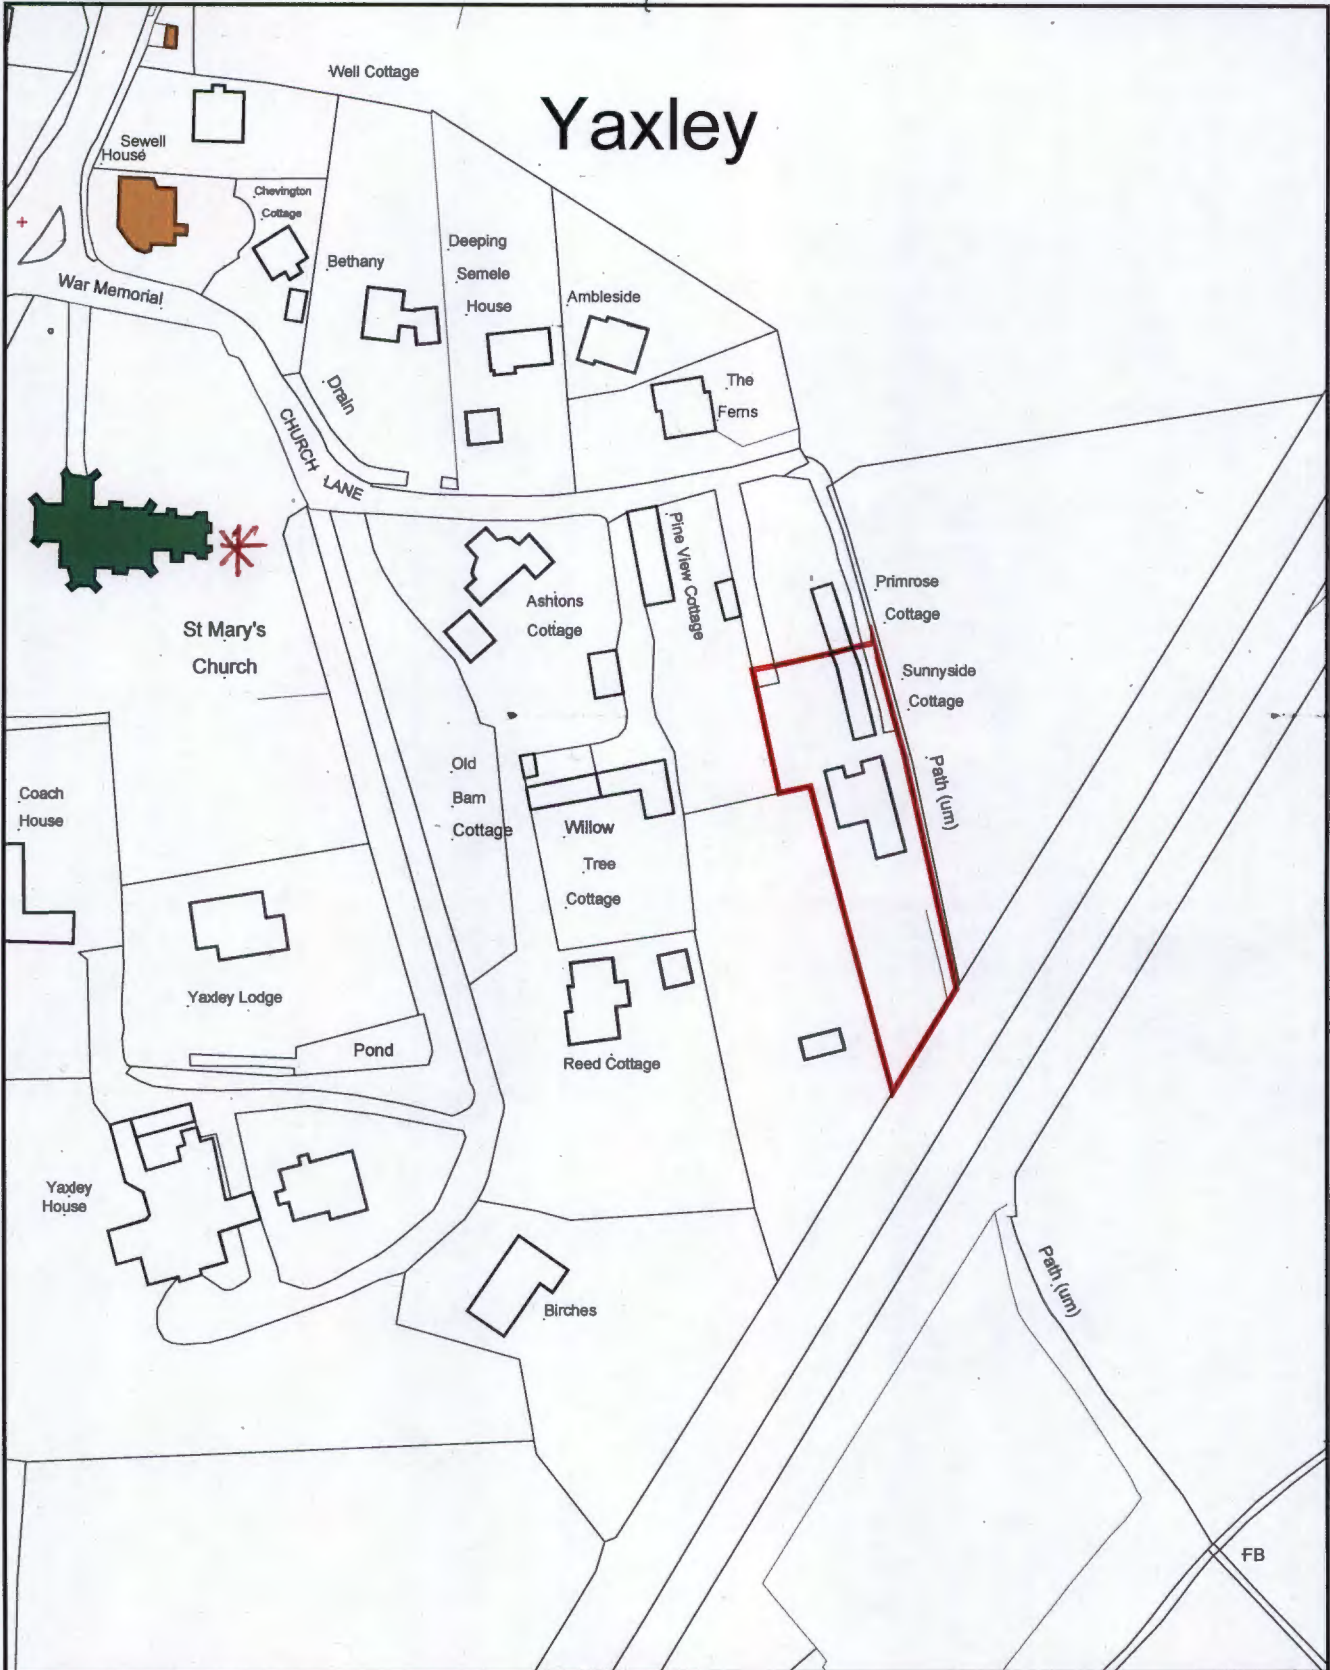 Yaxley
Well Cottage
Sewell
House
Chevington
Cottage
Bethany
Deeping
Semele
House
Ambleside
The
Ferns
War Memorial
Drain
CHURCH LANE
Pine View Cottage
Primrose
Cottage
Ashtons
Cottage
St Mary's
Church
Sunnyside
Cottage
Path (um)
Old
Barn
Cottage
Willow
Tree
Cottage
Coach
House
Yaxley Lodge
Pond
Reed Cottage
Yaxley
House
Birches
Path (um)
FB